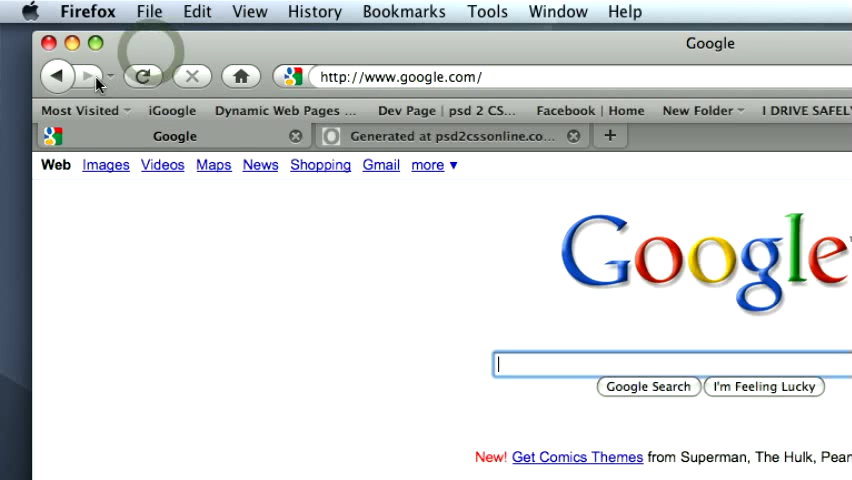 Firefox File Edit View History Bookmarks Tools Window Help
Google
http://www.google.com/
Most Visited iGoogle Dynamic Web Pages ... Dev Page | psd 2 CS... Facebook | Home New Folder I DRIVE SAFELY
Google Generated at psd2cssonline.co... +
Web Images Videos Maps News Shopping Gmail more ▼
Google
Google Search I'm Feeling Lucky
New! Get Comics Themes from Superman, The Hulk, Pean